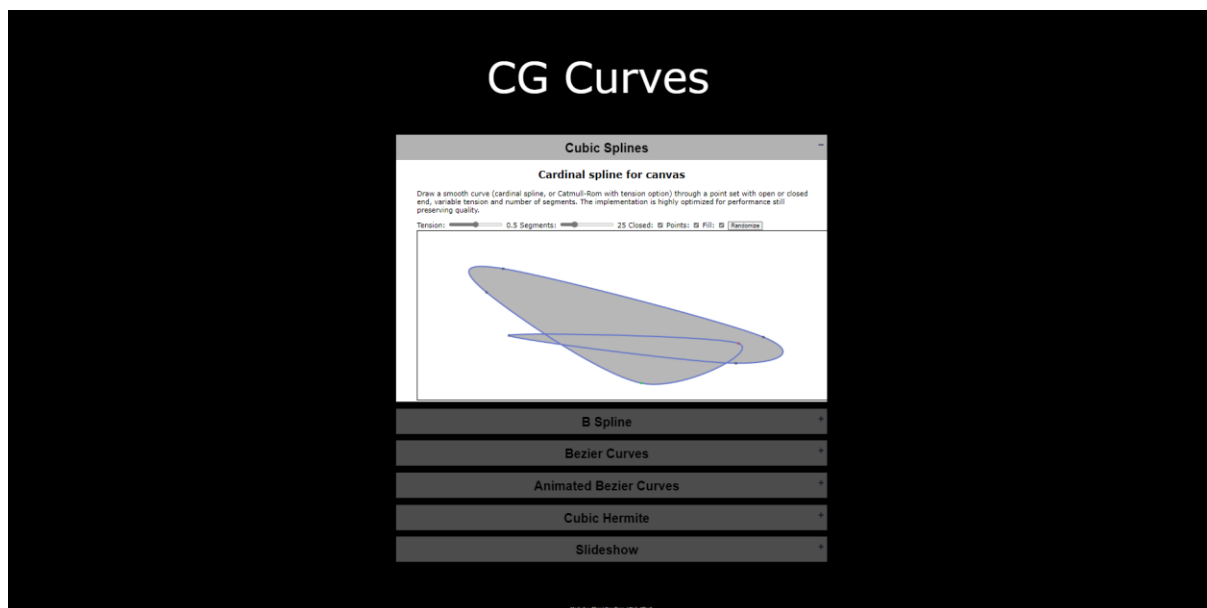 CG Curves
Cubic Splines -
Cardinal spline for canvas
Draw a smooth curve (cardinal spline, or Catmull-Rom with tension option) through a point set with open or closed
end, variable tension and number of segments. The implementation is highly optimized for performance still
preserving quality.
Tension: 0.5 Segments: 25 Closed: Points: Fill: Randomize
B Spline +
Bezier Curves +
Animated Bezier Curves +
Cubic Hermite +
Slideshow +